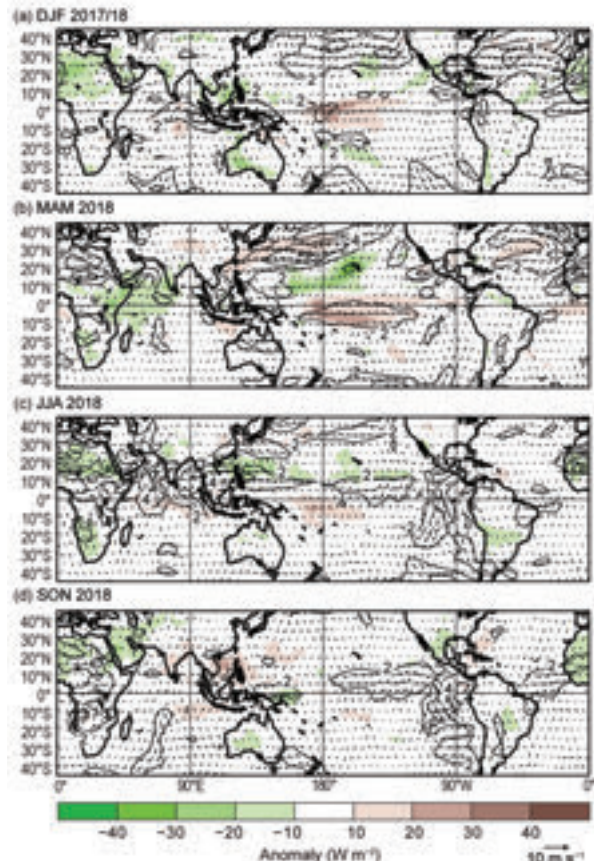 (a) DJF 2017/18
40°N
30°N
20°N
10°N
0°
10°S
20°S
30°S
40°S
(b) MAM 2018
40°N
30°N
20°N
10°N
0°
10°S
20°S
30°S
40°S
(c) JJA 2018
40°N
30°N
20°N
10°N
0°
10°S
20°S
30°S
40°S
(d) SON 2018
40°N
30°N
20°N
10°N
0°
10°S
20°S
30°S
40°S
0° 90°E 180° 90°W 0°
−40 −30 −20 −10 10 20 30 40
Anomaly (W m⁻²) 10 m s⁻¹